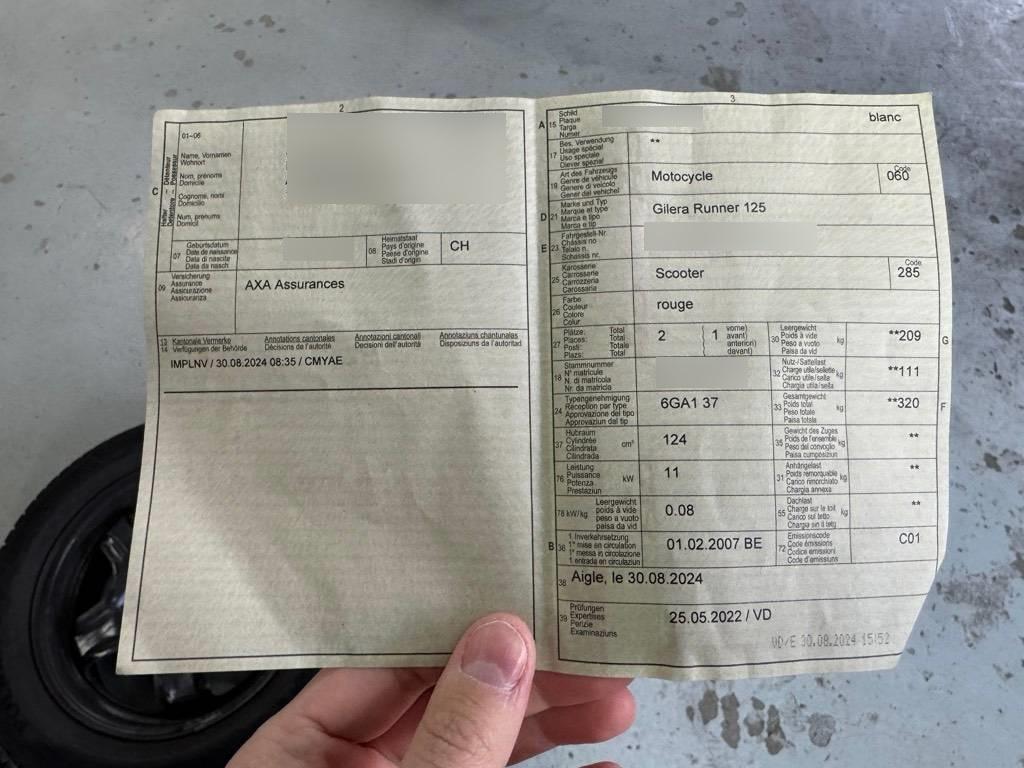 2
01-06
C
Halter
Détenteur
Detentore
Possessur
Name, Vornamen
Wohnort
Nom, prénoms
Domicile
Cognome, nomi
Domicilio
Num, prenums
Domicil
07
Geburtsdatum
Date de naissance
Data di nascita
Data da nasch
08
Heimatstaat
Pays d'origine
Paese d'origine
Stadi d'origin
CH
09
Versicherung
Assurance
Assicurazione
Assicuranza
AXA Assurances
13 Kantonale Vermerke Annotations cantonales Annotazioni cantonali Annotaziuns chantunalas
14 Verfügungen der Behörde Décisions de l'autorité Decisioni dell'autorità Disposiziuns da l'autoritad
IMPLNV / 30.08.2024 08:35 / CMYAE
3
A 15
Schild
Plaque
Targa
Numer
blanc
17
Bes. Verwendung
Usage spécial
Uso speciale
Diever spezial
**
19
Art des Fahrzeugs
Genre de véhicule
Genere di veicolo
Gener dal vehichel
Motocycle
Code
060
D 21
Marke und Typ
Marque et type
Marca e tipo
Marca e tip
Gilera Runner 125
E 23
Fahrgestell-Nr.
Châssis no
Telaio n.
Schassis nr.
25
Karosserie
Carrosserie
Carrozzeria
Carossaria
Scooter
Code
285
26
Farbe
Couleur
Colore
Colur
rouge
27
Plätze: Total
Places: Total
Posti: Totale
Plazs: Total
2
1
vorne)
avant)
anteriori)
davant)
30
Leergewicht
Poids à vide
Peso a vuoto
Paisa da vid
kg
**209
G
18
Stammnummer
N° matricule
N. di matricola
Nr. da matricla
32
Nutz-/Sattellast
Charge utile/sellette
Carico utile/sella
Chargia utila/sella
kg
**111
24
Typengenehmigung
Réception par type
Approvazione del tipo
Approvaziun dal tip
6GA1 37
33
Gesamtgewicht
Poids total
Peso totale
Paisa totala
kg
**320
F
37
Hubraum
Cylindrée
Cilindrata
Cilindrada
cm³
124
35
Gewicht des Zuges
Poids de l'ensemble
Peso del convoglio
Paisa cumposiziun
kg
**
76
Leistung
Puissance
Potenza
Prestaziun
kW
11
31
Anhängelast
Poids remorquable
Carico rimorchiato
Chargia annexa
kg
**
78 kW/kg
Leergewicht
poids à vide
peso a vuoto
paisa da vid
0.08
55
Dachlast
Charge sur le toit
Carico sul tetto
Chargia sin il tetg
kg
**
B 36
1. Inverkehrsetzung
1re mise en circulation
1a messa in circolazione
1. entrada en circulaziun
01.02.2007 BE
72
Emissionscode
Code émissions
Codice emissioni
Code d'emissiuns
C01
38
Aigle, le 30.08.2024
39
Prüfungen
Expertises
Perizie
Examinaziuns
25.05.2022 / VD
VD/E 30.08.2024 15:52